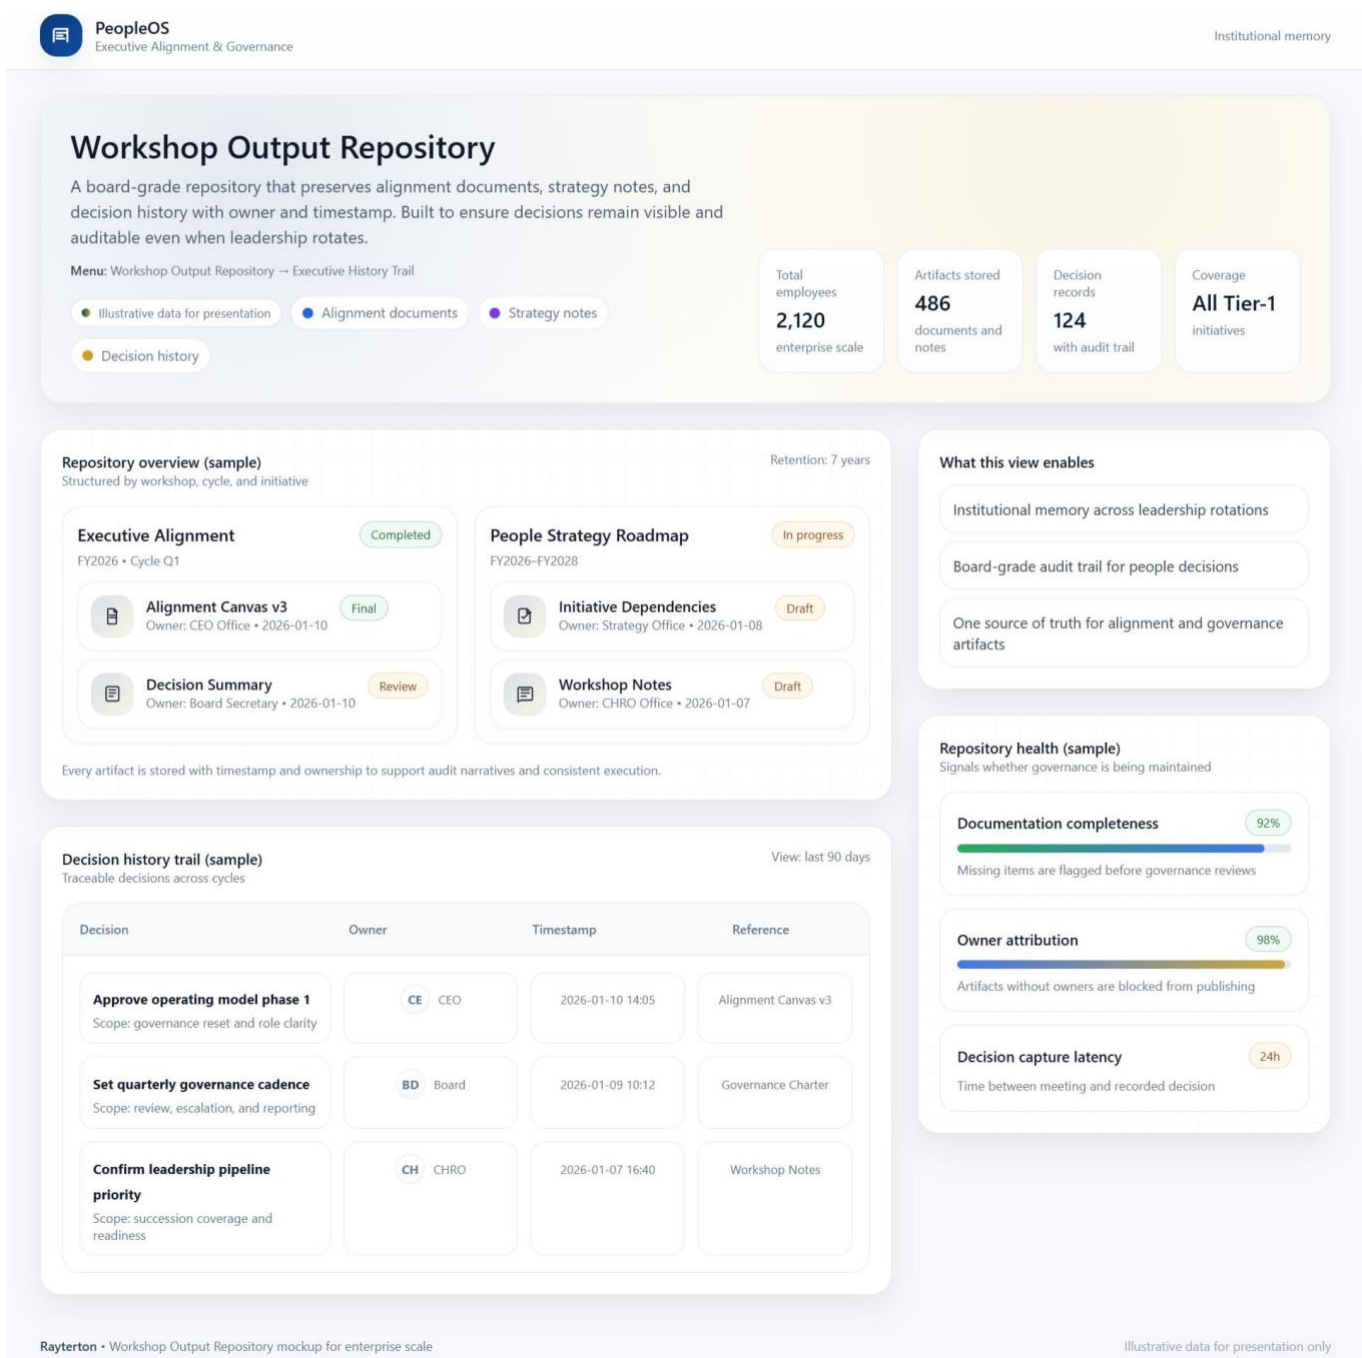 PeopleOS
Executive Alignment & Governance
Institutional memory
Workshop Output Repository
A board-grade repository that preserves alignment documents, strategy notes, and
decision history with owner and timestamp. Built to ensure decisions remain visible and
auditable even when leadership rotates.
Menu: Workshop Output Repository → Executive History Trail
Illustrative data for presentation
Alignment documents
Strategy notes
Decision history
Total
employees
2,120
enterprise scale
Artifacts stored
486
documents and
notes
Decision
records
124
with audit trail
Coverage
All Tier-1
initiatives
Repository overview (sample)
Structured by workshop, cycle, and initiative
Retention: 7 years
Executive Alignment
Completed
FY2026 • Cycle Q1
Alignment Canvas v3
Final
Owner: CEO Office • 2026-01-10
Decision Summary
Review
Owner: Board Secretary • 2026-01-10
People Strategy Roadmap
In progress
FY2026–FY2028
Initiative Dependencies
Draft
Owner: Strategy Office • 2026-01-08
Workshop Notes
Draft
Owner: CHRO Office • 2026-01-07
Every artifact is stored with timestamp and ownership to support audit narratives and consistent execution.
What this view enables
Institutional memory across leadership rotations
Board-grade audit trail for people decisions
One source of truth for alignment and governance
artifacts
Repository health (sample)
Signals whether governance is being maintained
Documentation completeness
92%
Missing items are flagged before governance reviews
Owner attribution
98%
Artifacts without owners are blocked from publishing
Decision capture latency
24h
Time between meeting and recorded decision
Decision history trail (sample)
Traceable decisions across cycles
View: last 90 days
Decision Owner Timestamp Reference
Approve operating model phase 1
Scope: governance reset and role clarity
CE CEO
2026-01-10 14:05
Alignment Canvas v3
Set quarterly governance cadence
Scope: review, escalation, and reporting
BD Board
2026-01-09 10:12
Governance Charter
Confirm leadership pipeline
priority
Scope: succession coverage and
readiness
CH CHRO
2026-01-07 16:40
Workshop Notes
Rayterton • Workshop Output Repository mockup for enterprise scale
Illustrative data for presentation only